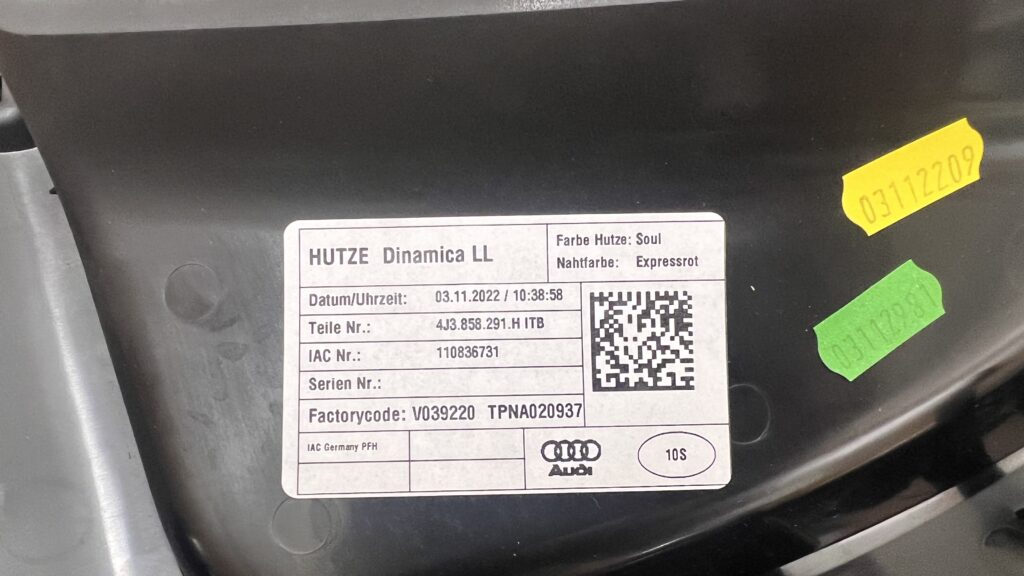 HUTZE Dinamica LL
Farbe Hutze: Soul
Nahtfarbe: Expressrot
Datum/Uhrzeit: 03.11.2022 / 10:38:58
Teile Nr.: 4J3.858.291.H ITB
IAC Nr.: 110836731
Serien Nr.:
Factorycode: V039220 TPNA020937
IAC Germany PFH
Audi
10S
03112209
03112981